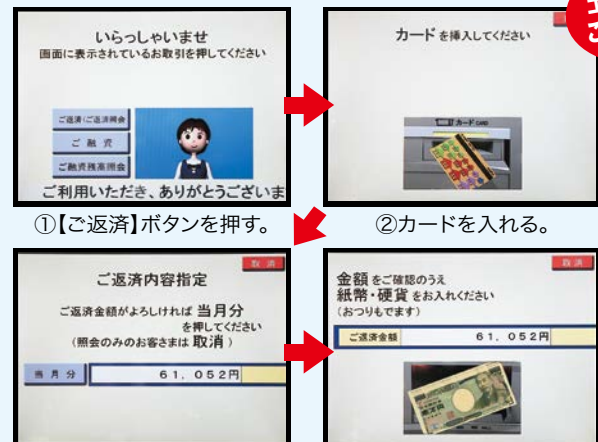 いらっしゃいませ
画面に表示されているお取引を押してください
ご返済(ご返済照会
ご融資
ご融資残高照会
ご利用いただき、ありがとうございま
①【ご返済】ボタンを押す。
カードを挿入してください
カード CARD
②カードを入れる。
取消
ご返済内容指定
ご返済金額がよろしければ 当月分
を押してください
(照会のみのお客さまは 取消 )
当月分 61,052円
取消
金額をご確認のうえ
紙幣・硬貨をお入れください
(おつりもでます)
ご返済金額 61,052円